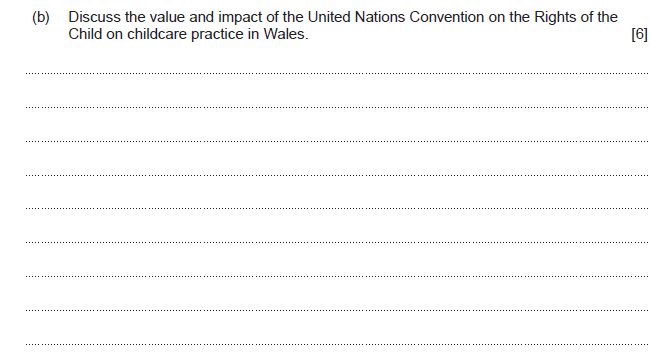 (b) Discuss the value and impact of the United Nations Convention on the Rights of the
Child on childcare practice in Wales. [6]